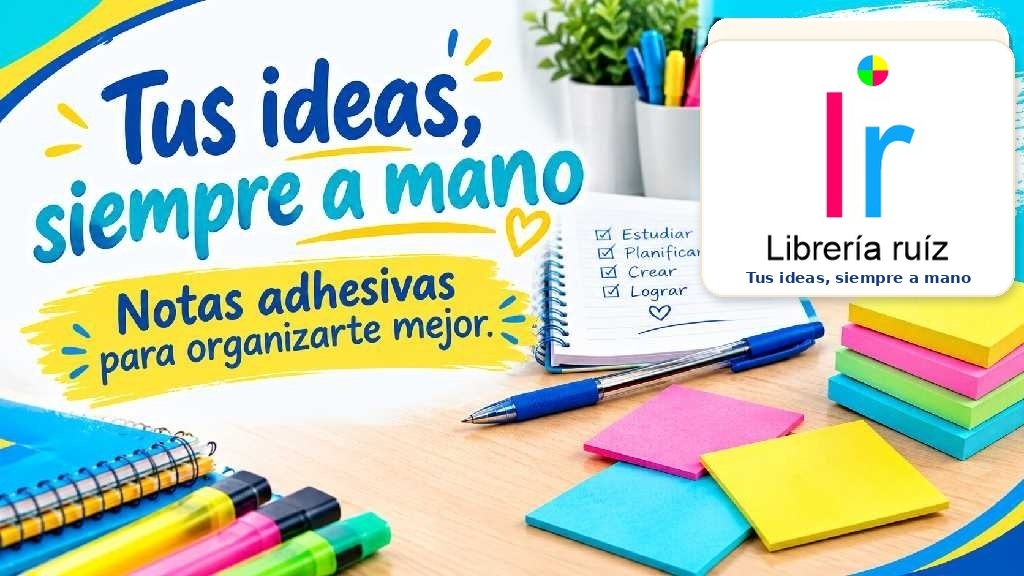 Tus ideas,
siempre a mano
Notas adhesivas
para organizarte mejor.
Estudiar
Planificar
Crear
Lograr
lr
Librería ruíz
Tus ideas, siempre a mano